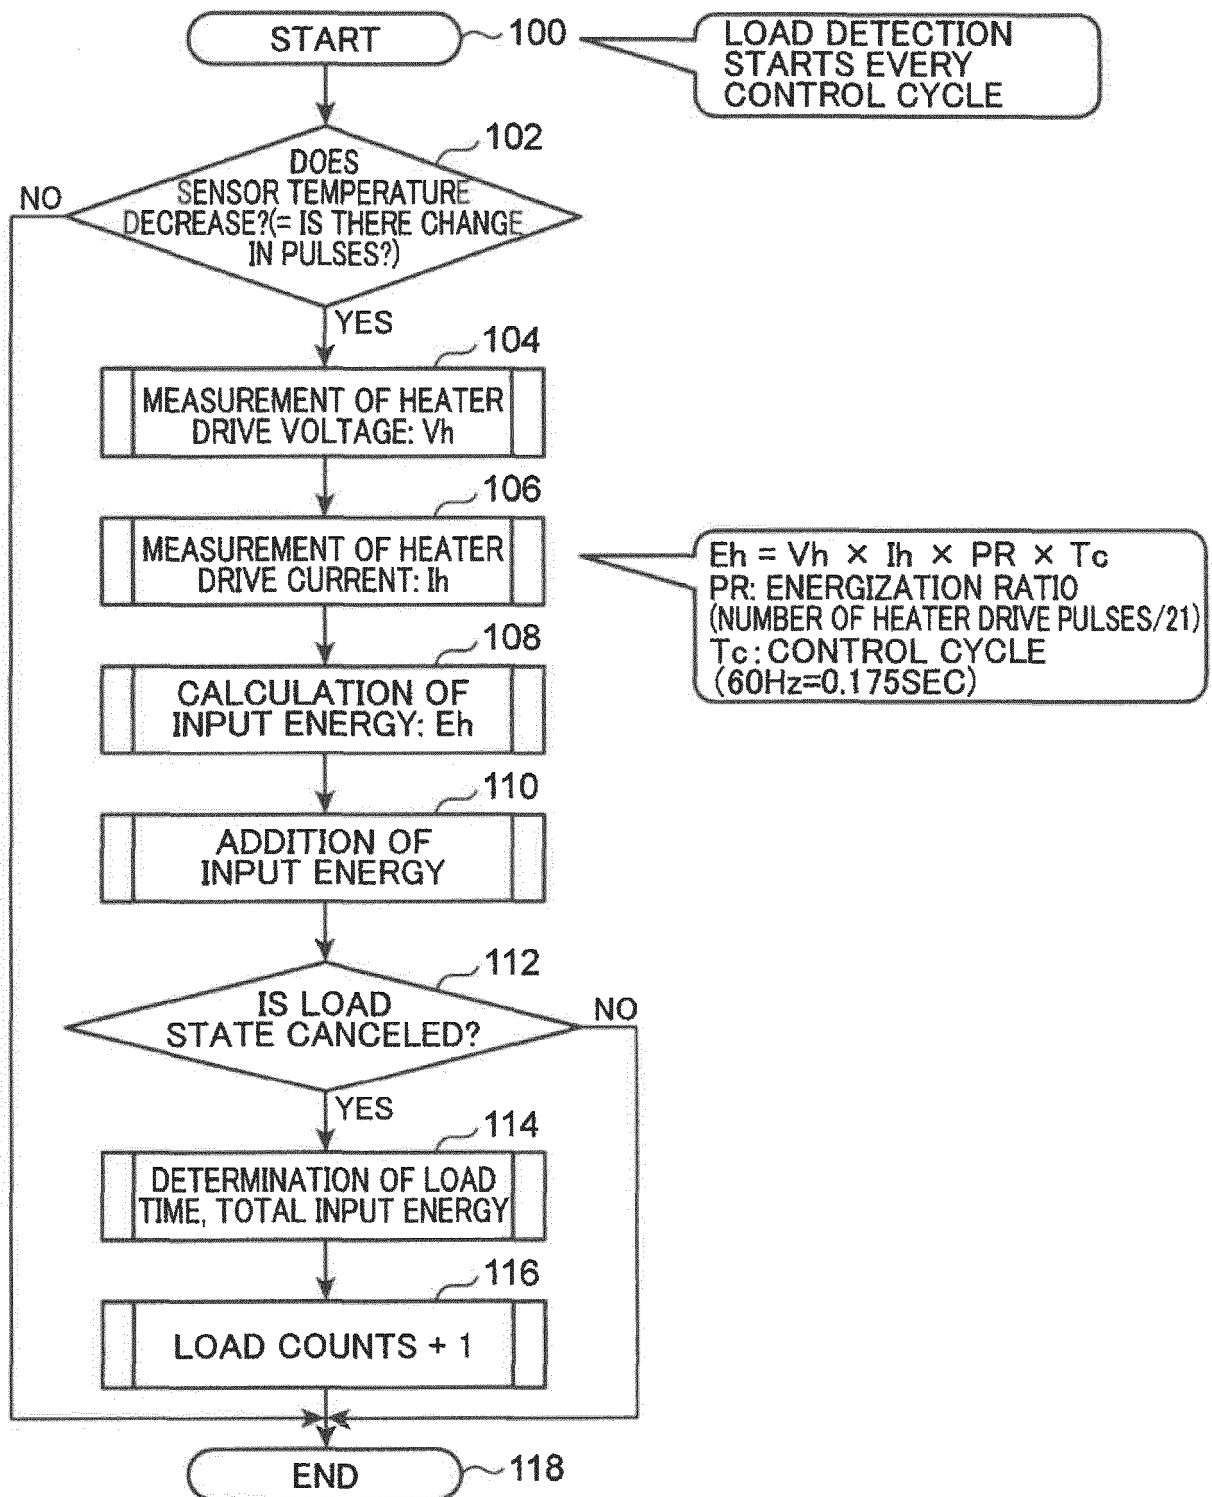 START
100
LOAD DETECTION
STARTS EVERY
CONTROL CYCLE
102
DOES
SENSOR TEMPERATURE
DECREASE?(= IS THERE CHANGE
IN PULSES?)
NO
YES
104
MEASUREMENT OF HEATER
DRIVE VOLTAGE: Vh
106
MEASUREMENT OF HEATER
DRIVE CURRENT: Ih
Eh = Vh × Ih × PR × Tc
PR: ENERGIZATION RATIO
(NUMBER OF HEATER DRIVE PULSES/21)
Tc: CONTROL CYCLE
(60Hz=0.175SEC)
108
CALCULATION OF
INPUT ENERGY: Eh
110
ADDITION OF
INPUT ENERGY
112
IS LOAD
STATE CANCELED?
NO
YES
114
DETERMINATION OF LOAD
TIME, TOTAL INPUT ENERGY
116
LOAD COUNTS + 1
END
118